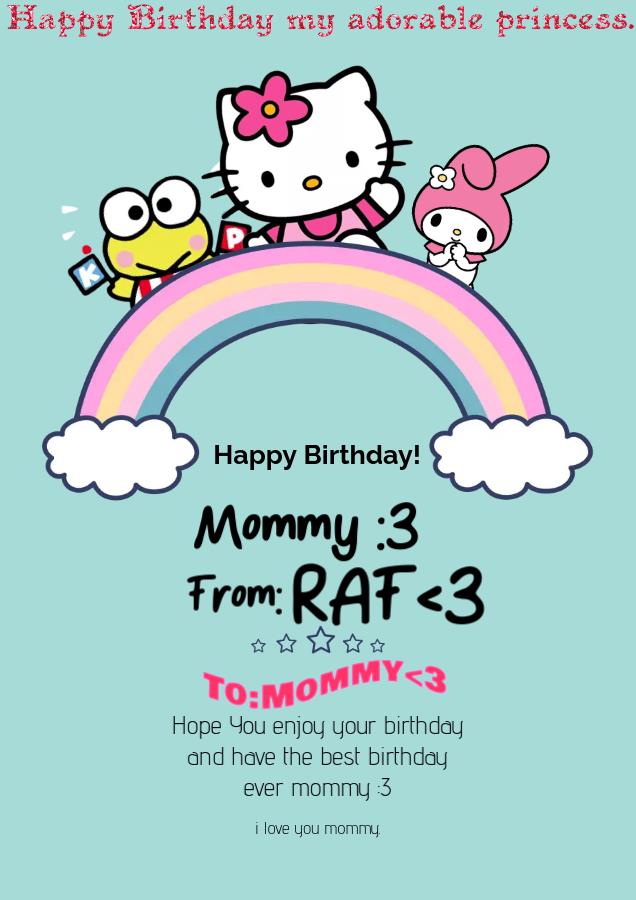 Happy Birthday my adorable princess.
P
K
Happy Birthday!
Mommy :3
From: RAF <3
TO:MOMMY<3
Hope You enjoy your birthday
and have the best birthday
ever mommy :3
i love you mommy.